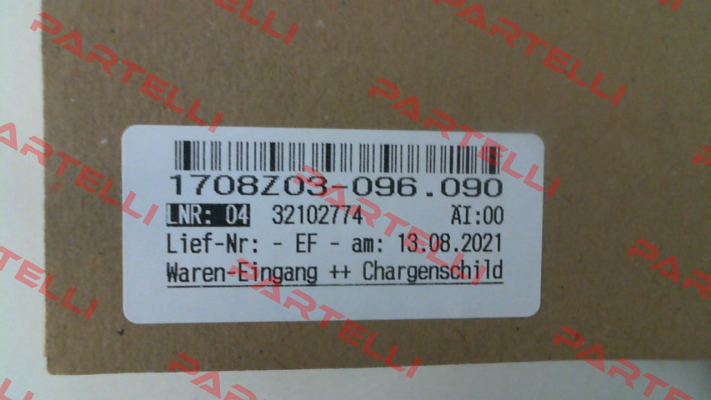 1708Z03-096.090
LNR: 04 32102774 ÄI:00
Lief-Nr: - EF - am: 13.08.2021
Waren-Eingang ++ Chargenschild
PARTELLI
PARTELLI
PARTELLI
PARTELLI
PARTELLI
PARTELLI
PARTELLI
PARTELLI